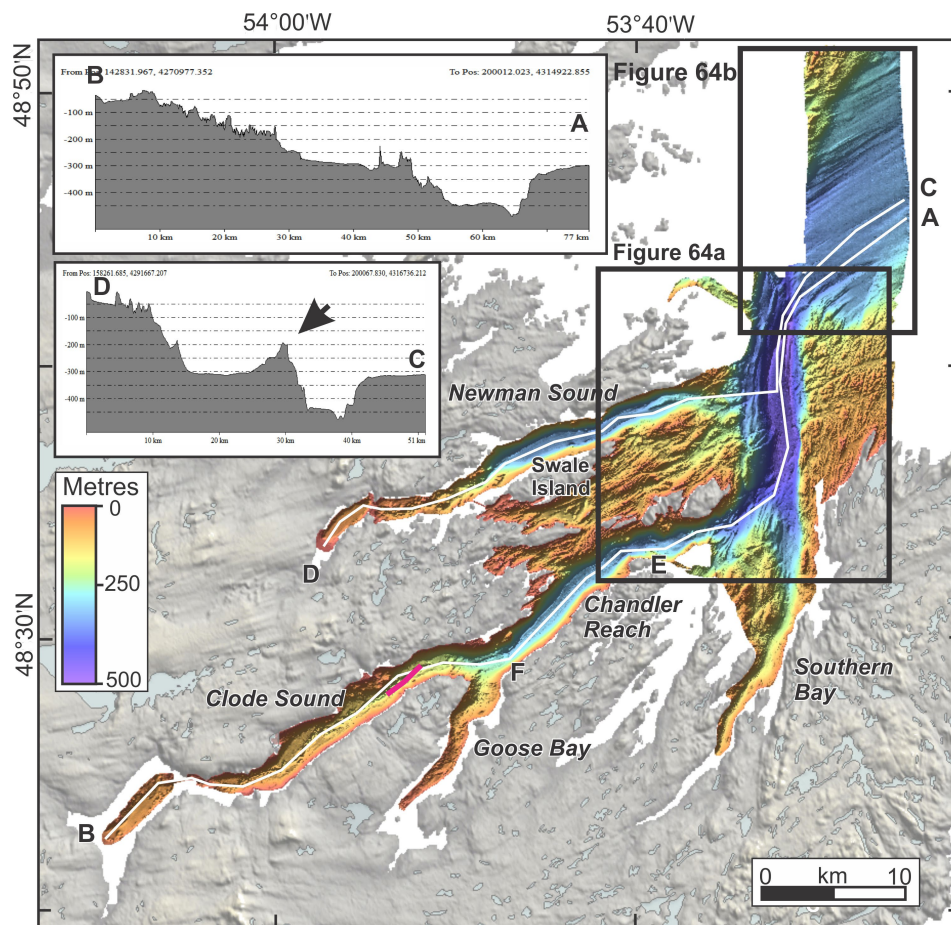 54°00'W
53°40'W
48°50'N
48°30'N
B
From Pos: 142831.967, 4270977.352
To Pos: 200012.023, 4314922.855
A
-100 m
-200 m
-300 m
-400 m
10 km
20 km
30 km
40 km
50 km
60 km
77 km
Figure 64b
C
A
Figure 64a
D
From Pos: 158261.685, 4291667.207
To Pos: 200067.830, 4316736.212
C
-100 m
-200 m
-300 m
-400 m
10 km
20 km
30 km
40 km
51 km
Newman Sound
Swale
Island
Metres
0
250
500
D
E
Chandler
Reach
F
Clode Sound
Southern
Bay
Goose Bay
B
0 km 10